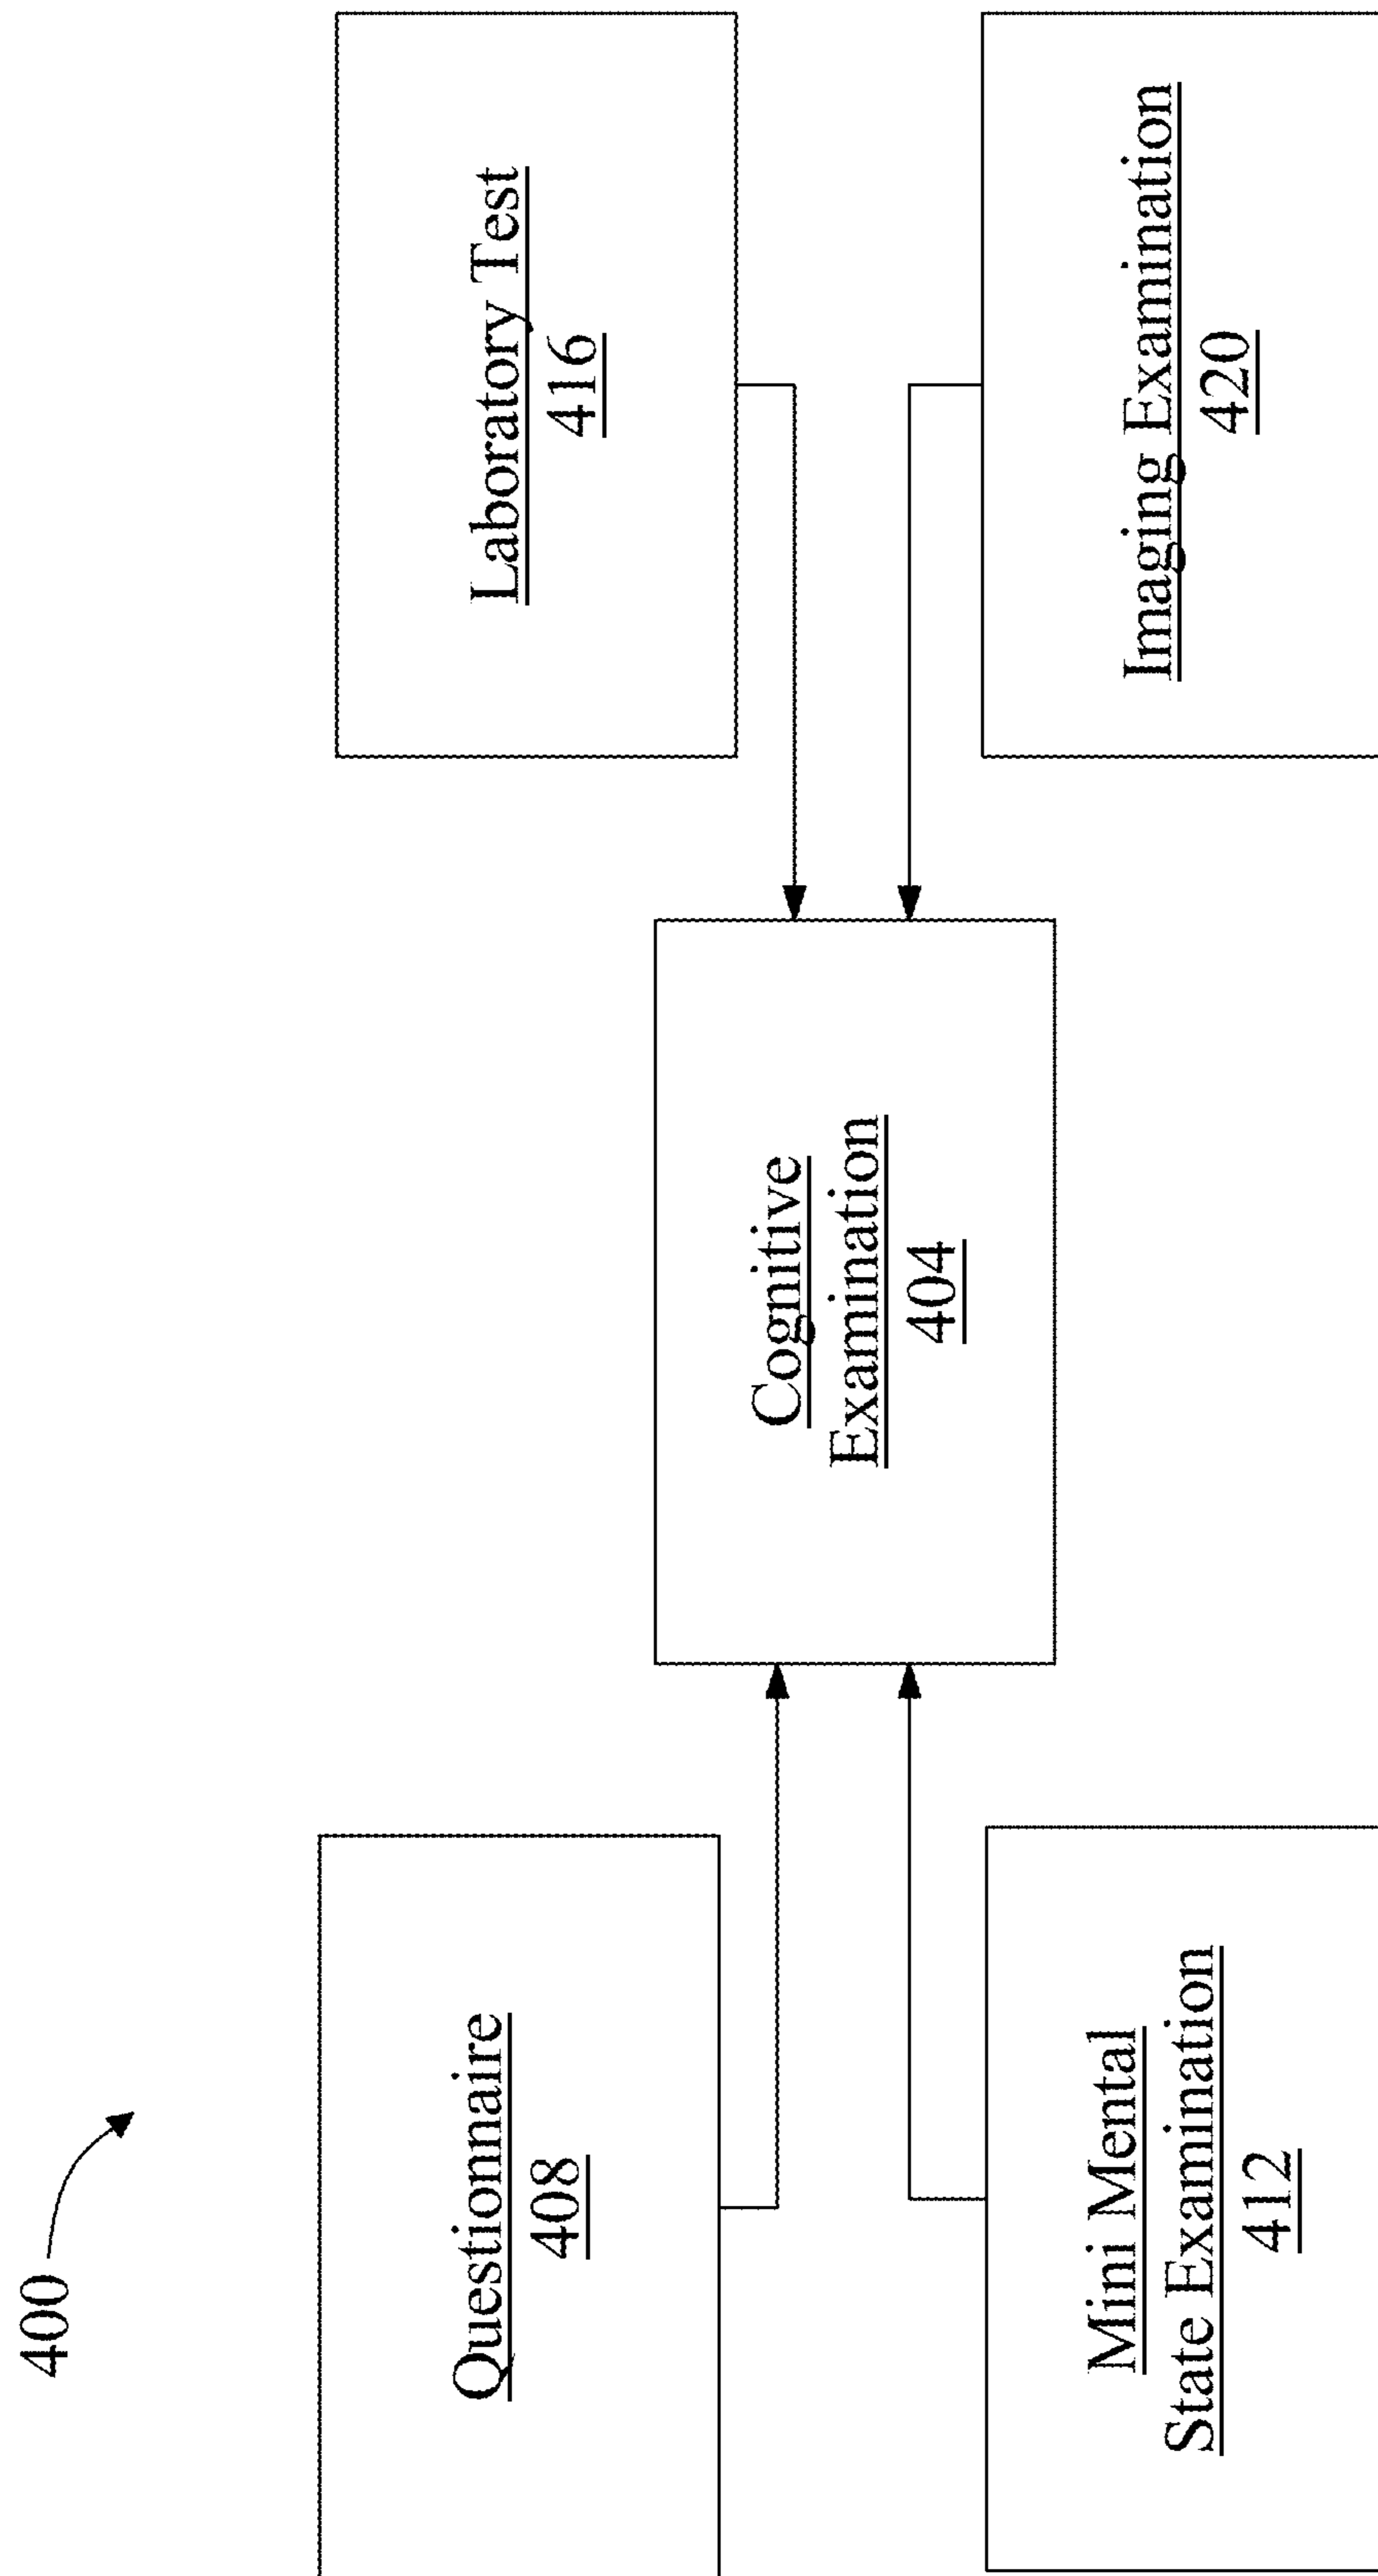 400
Questionnaire
408
Laboratory Test
416
Cognitive
Examination
404
Mini Mental
State Examination
412
Imaging Examination
420